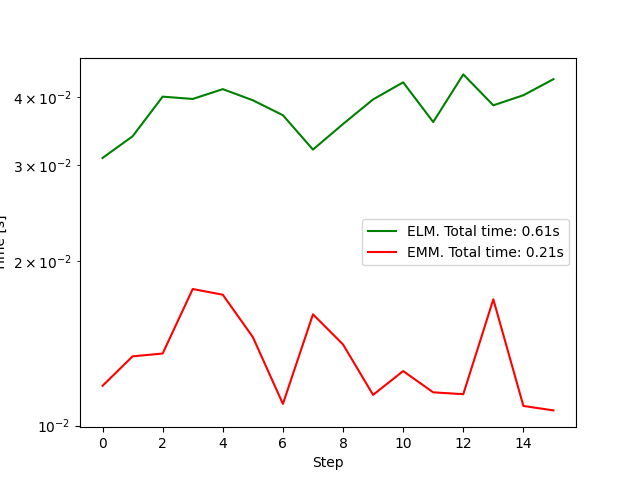 4 × 10⁻²
3 × 10⁻²
2 × 10⁻²
10⁻²
Time [s]
ELM. Total time: 0.61s
EMM. Total time: 0.21s
0 2 4 6 8 10 12 14
Step